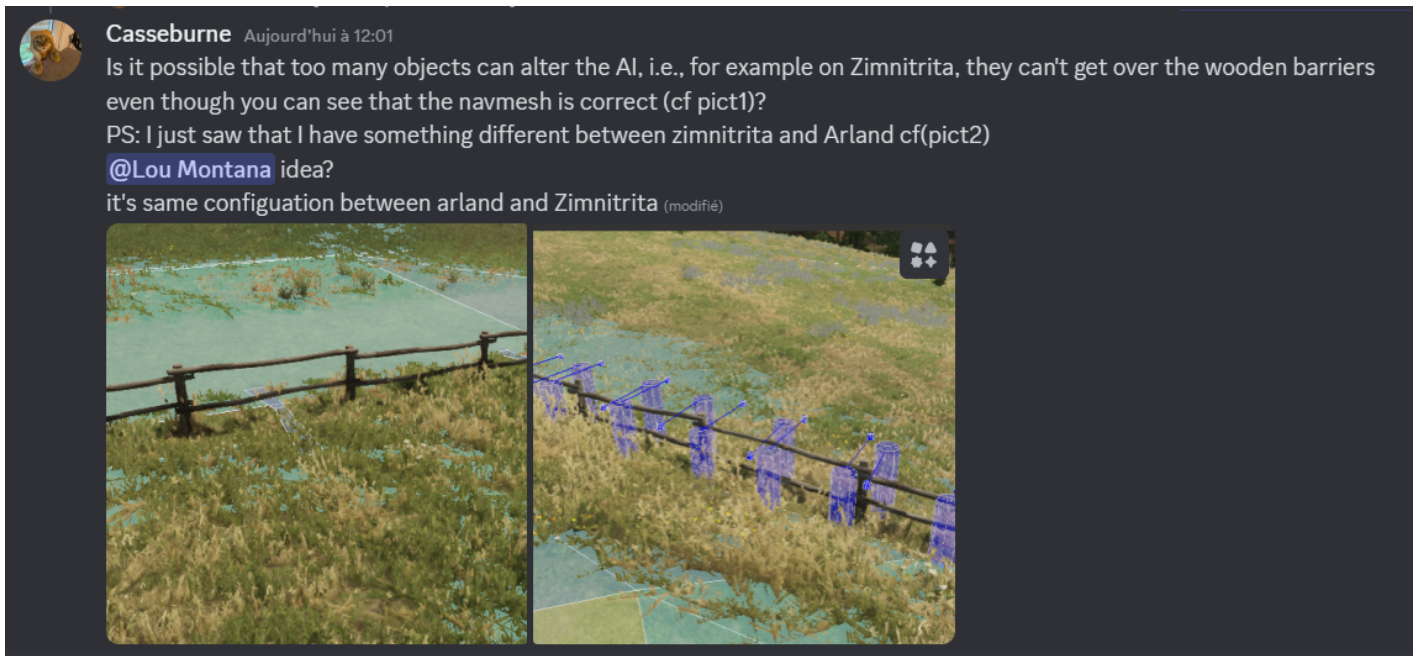 Casseburne Aujourd'hui à 12:01
Is it possible that too many objects can alter the AI, i.e., for example on Zimnitrita, they can't get over the wooden barriers
even though you can see that the navmesh is correct (cf pict1)?
PS: I just saw that I have something different between zimnitrita and Arland cf(pict2)
@Lou Montana idea?
it's same configuation between arland and Zimnitrita (modifié)